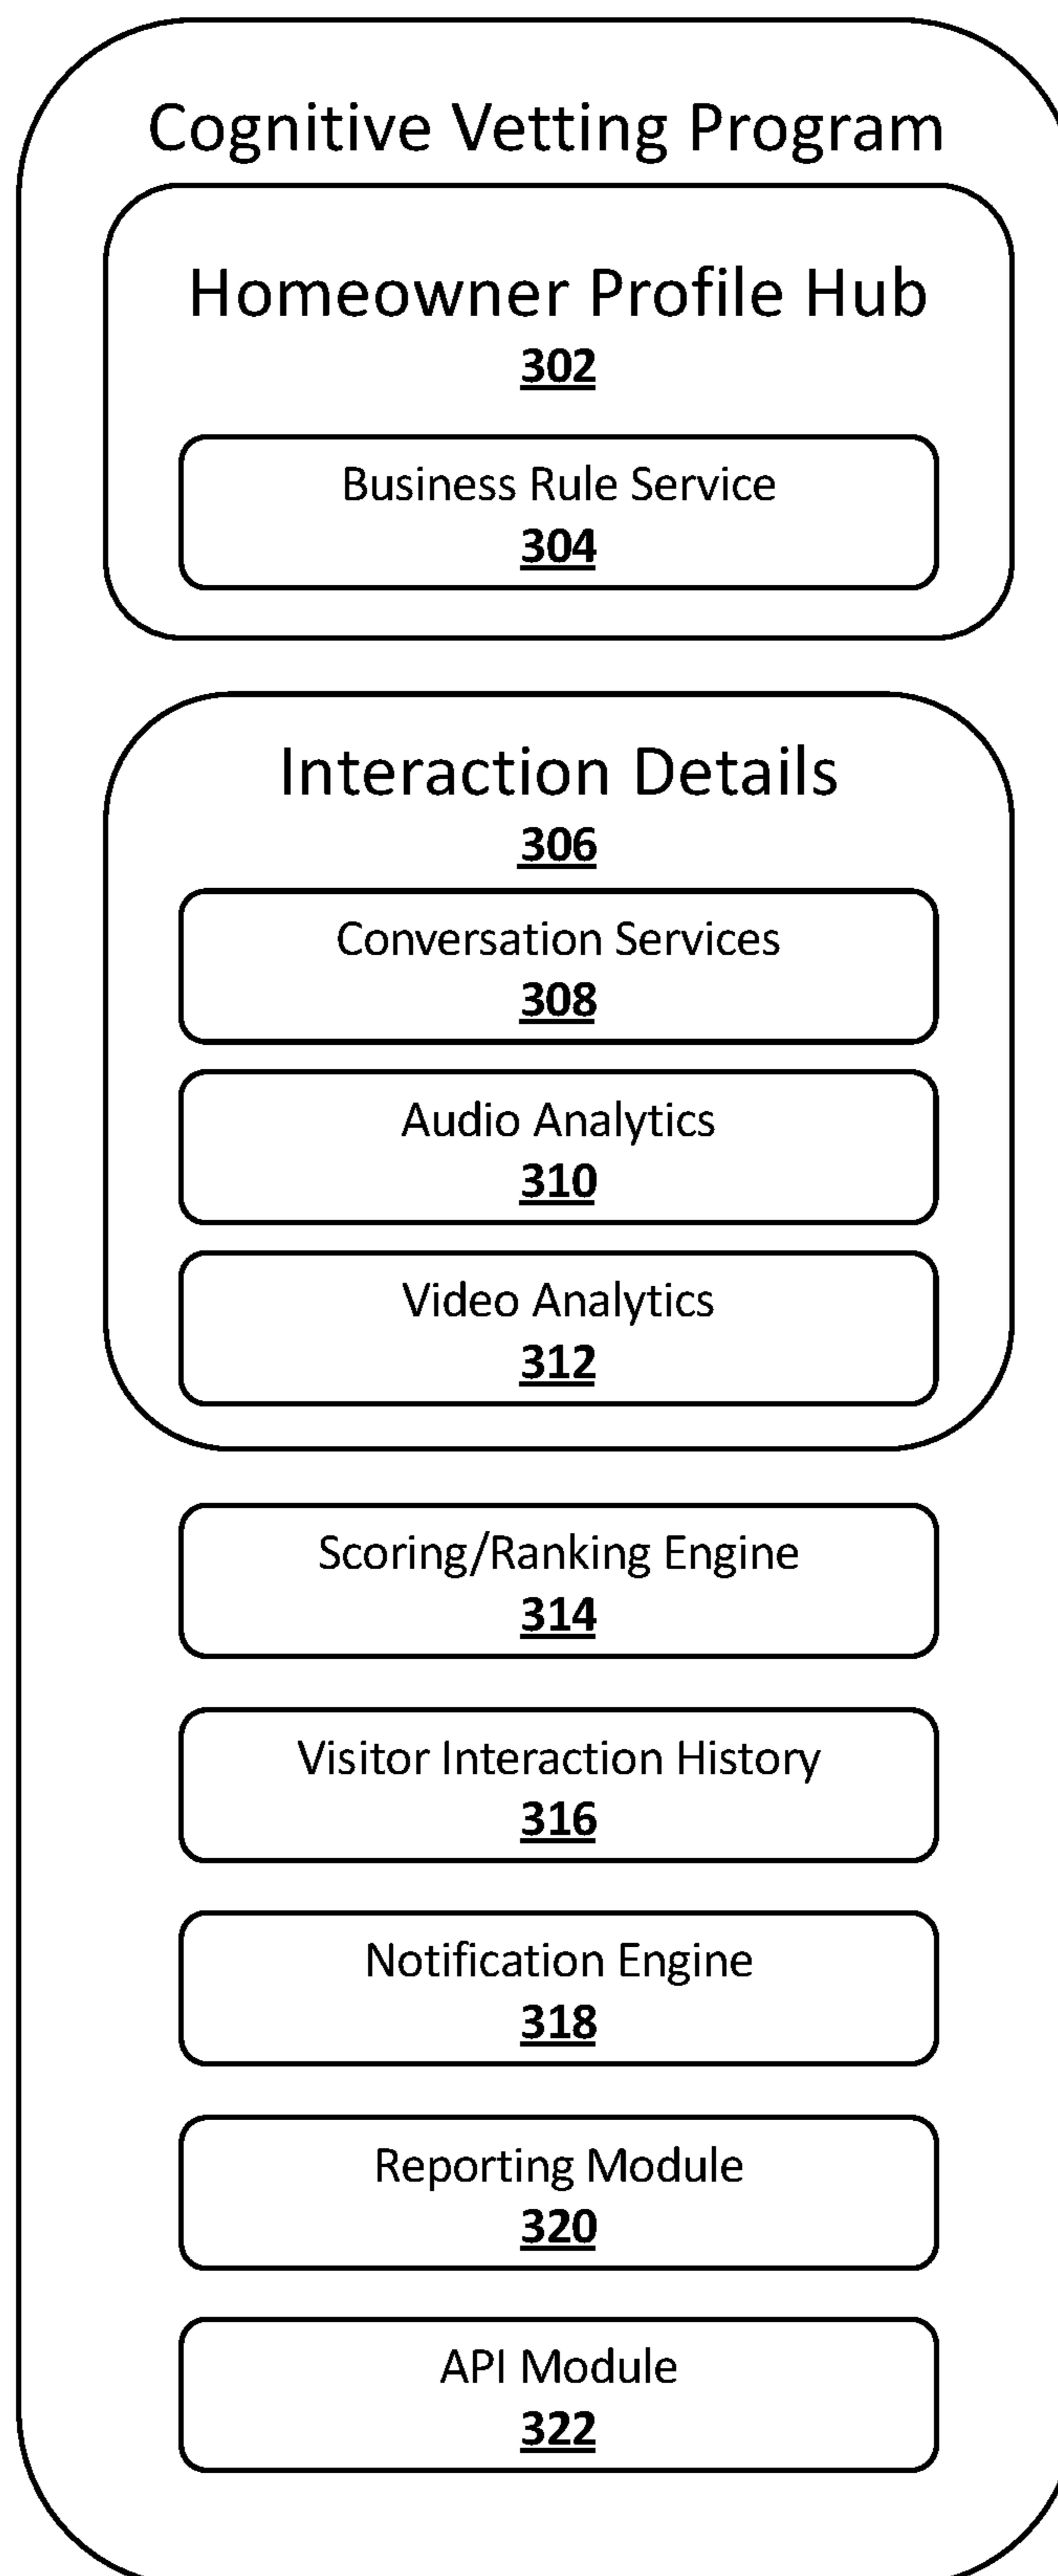 Cognitive Vetting Program
Homeowner Profile Hub
302
Business Rule Service
304
Interaction Details
306
Conversation Services
308
Audio Analytics
310
Video Analytics
312
Scoring/Ranking Engine
314
Visitor Interaction History
316
Notification Engine
318
Reporting Module
320
API Module
322